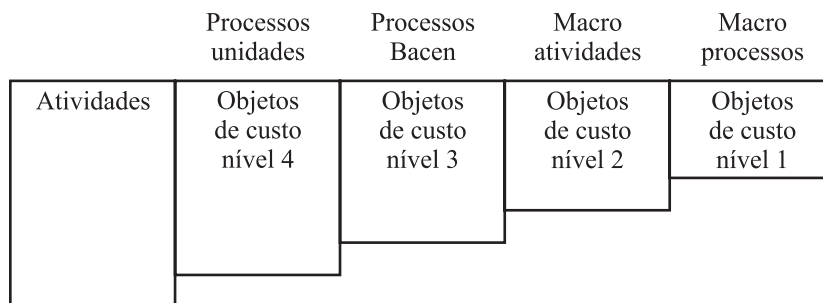 Processos
unidades
Processos
Bacen
Macro
atividades
Macro
processos
Atividades
Objetos
de custo
nível 4
Objetos
de custo
nível 3
Objetos
de custo
nível 2
Objetos
de custo
nível 1